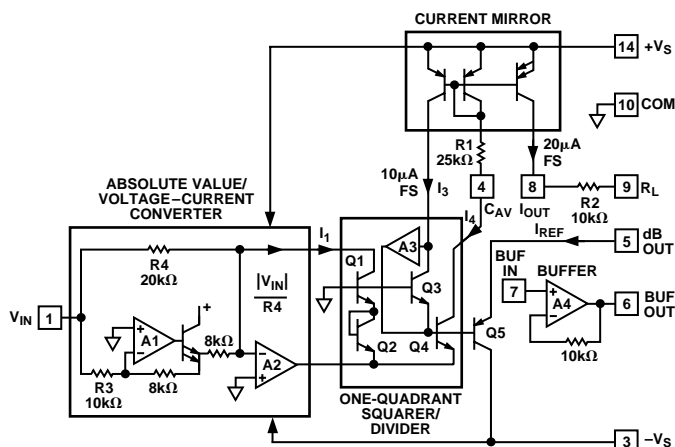 CURRENT MIRROR
14 +VS
10 COM
R1
25kΩ
10µA
FS
I3
20µA
FS
4
CAV
8
IOUT
R2
10kΩ
9 RL
ABSOLUTE VALUE/
VOLTAGE–CURRENT
CONVERTER
I1
I4
IREF
5 dB
OUT
R4
20kΩ
|VIN|
R4
Q1
A3
Q3
BUF
IN
BUFFER
7
VIN 1
+
A1
+
–
8kΩ
R3
10kΩ
8kΩ
–
A2
+
Q2
Q4
Q5
+
A4
–
6 BUF
OUT
10kΩ
ONE-QUADRANT
SQUARER/
DIVIDER
3 –VS